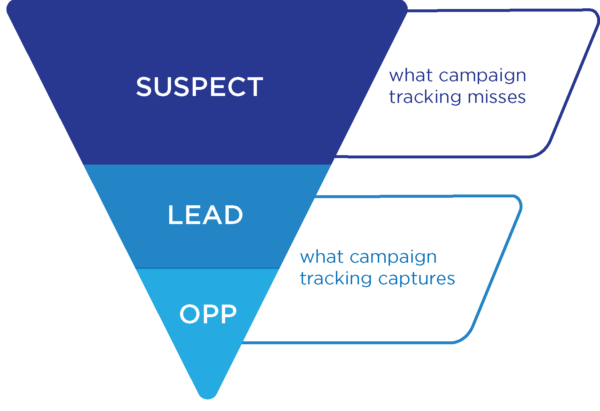 SUSPECT
what campaign
tracking misses
LEAD
what campaign
tracking captures
OPP